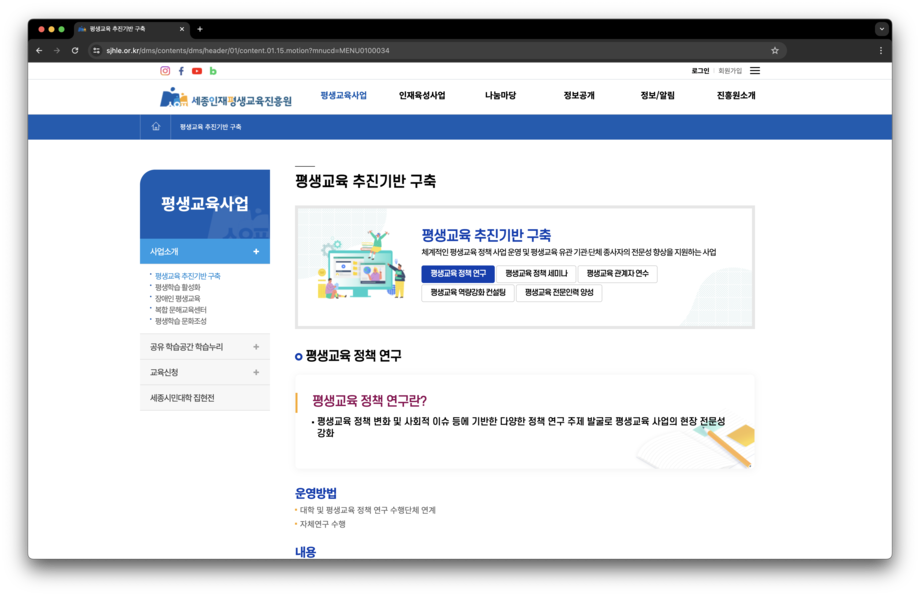 평생교육 추진기반 구축
sjhle.or.kr/dms/contents/dms/header/01/content.01.15.motion?mnucd=MENU0100034
로그인 회원가입
세종인재평생교육진흥원
평생교육사업 인재육성사업 나눔마당 정보공개 정보/알림 진흥원소개
평생교육 추진기반 구축
평생교육사업
사업소개 +
평생교육 추진기반 구축
평생학습 활성화
장애인 평생교육
복합 문해교육센터
평생학습 문화조성
공유 학습공간 학습누리 +
교육신청 +
세종시민대학 집현전
평생교육 추진기반 구축
평생교육 추진기반 구축
체계적인 평생교육 정책 사업 운영 및 평생교육 유관 기관·단체 종사자의 전문성 향상을 지원하는 사업
평생교육 정책 연구 평생교육 정책 세미나 평생교육 관계자 연수
평생교육 역량강화 컨설팅 평생교육 전문인력 양성
평생교육 정책 연구
평생교육 정책 연구란?
• 평생교육 정책 변화 및 사회적 이슈 등에 기반한 다양한 정책 연구 주제 발굴로 평생교육 사업의 현장 전문성
강화
운영방법
• 대학 및 평생교육 정책 연구 수행단체 연계
• 자체연구 수행
내용